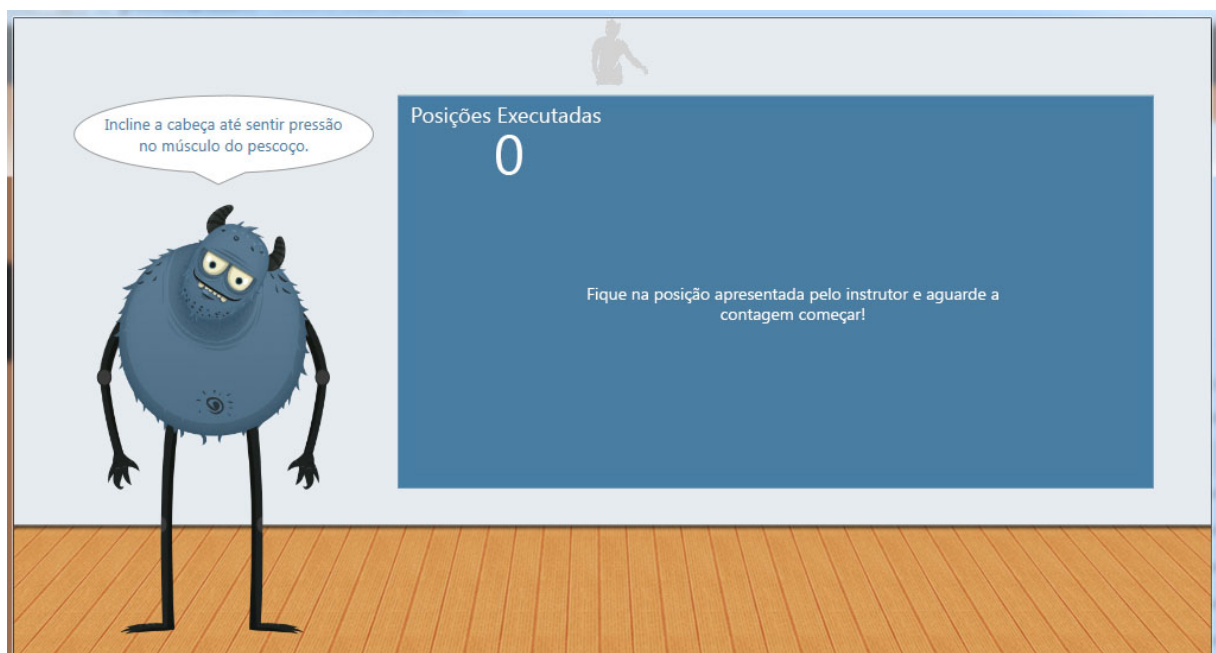 Incline a cabeça até sentir pressão
no músculo do pescoço.
Posições Executadas
0
Fique na posição apresentada pelo instrutor e aguarde a
contagem começar!